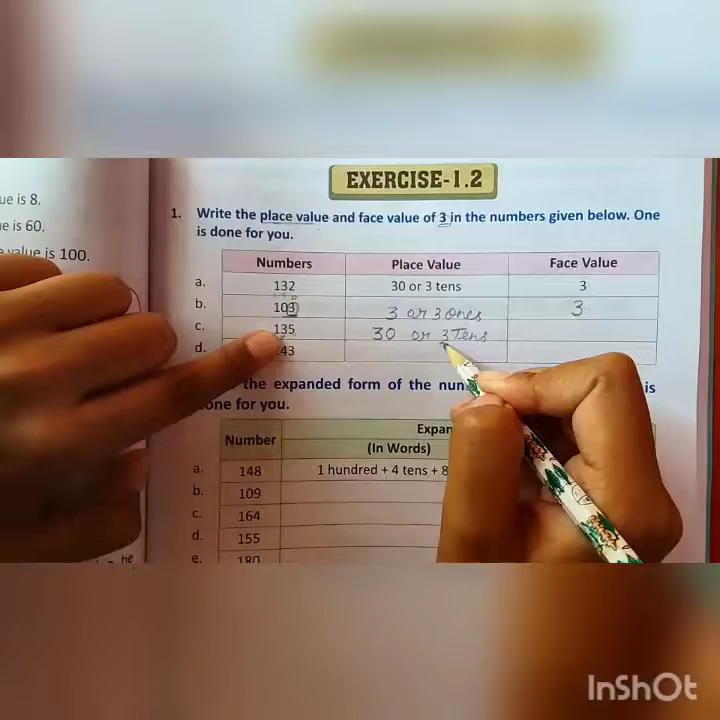 ue is 8.
e is 60.
value is 100.
EXERCISE-1.2
1. Write the place value and face value of 3 in the numbers given below. One
is done for you.
Numbers Place Value Face Value
a. 132 30 or 3 tens 3
b. 103 3 or 3 ones 3
c. 135 30 or 3 Tens
d. 43
the expanded form of the num is
one for you.
Number Expan
(In Words)
a. 148 1 hundred + 4 tens + 8
b. 109
c. 164
d. 155
e. 180
he
InShOt